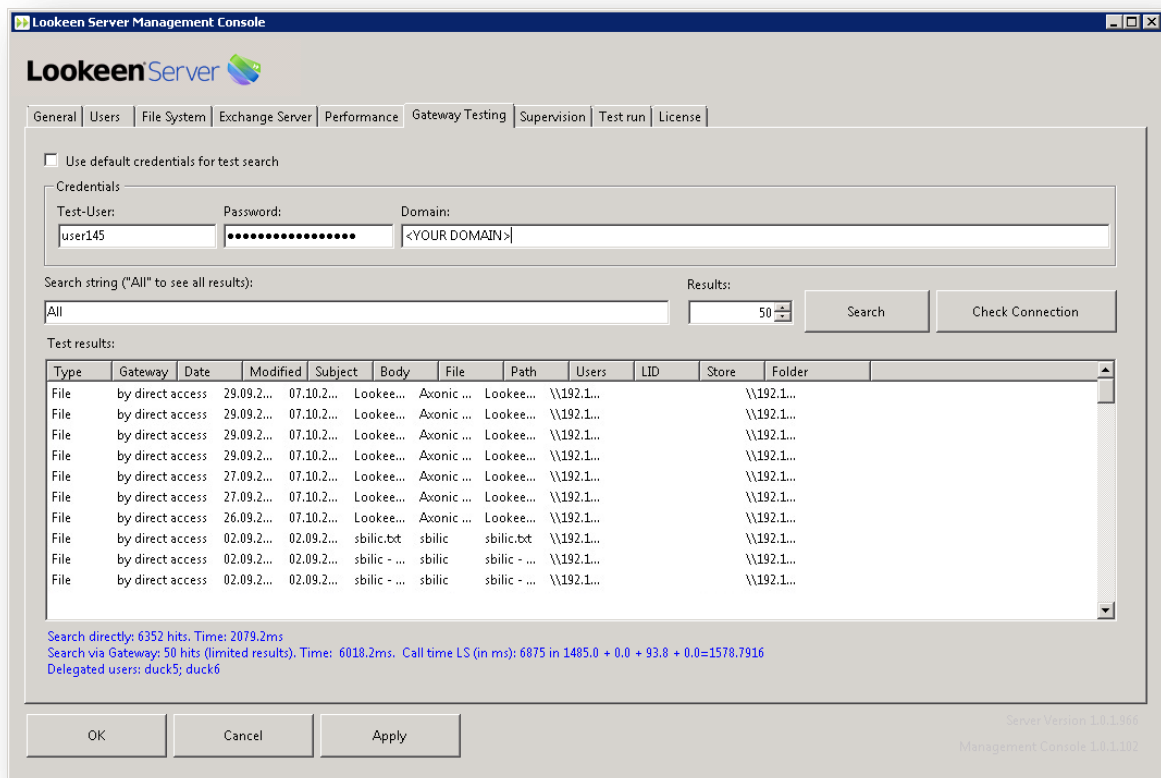 Lookeen Server Management Console
Lookeen Server
General Users File System Exchange Server Performance Gateway Testing Supervision Test run License
Use default credentials for test search
Credentials
Test-User: Password: Domain:
user145 ●●●●●●●●●●●●●●●●● <YOUR DOMAIN>
Search string ("All" to see all results): Results:
All 50 Search Check Connection
Test results:
Type Gateway Date Modified Subject Body File Path Users LID Store Folder
File by direct access 29.09.2... 07.10.2... Lookee... Axonic ... Lookee... \\192.1... \\192.1...
File by direct access 29.09.2... 07.10.2... Lookee... Axonic ... Lookee... \\192.1... \\192.1...
File by direct access 29.09.2... 07.10.2... Lookee... Axonic ... Lookee... \\192.1... \\192.1...
File by direct access 29.09.2... 07.10.2... Lookee... Axonic ... Lookee... \\192.1... \\192.1...
File by direct access 27.09.2... 07.10.2... Lookee... Axonic ... Lookee... \\192.1... \\192.1...
File by direct access 27.09.2... 07.10.2... Lookee... Axonic ... Lookee... \\192.1... \\192.1...
File by direct access 26.09.2... 07.10.2... Lookee... Axonic ... Lookee... \\192.1... \\192.1...
File by direct access 02.09.2... 02.09.2... sbilic.txt sbilic sbilic.txt \\192.1... \\192.1...
File by direct access 02.09.2... 02.09.2... sbilic - ... sbilic sbilic - ... \\192.1... \\192.1...
File by direct access 02.09.2... 02.09.2... sbilic - ... sbilic sbilic - ... \\192.1... \\192.1...
Search directly: 6352 hits. Time: 2079.2ms
Search via Gateway: 50 hits (limited results). Time: 6018.2ms. Call time LS (in ms): 6875 in 1485.0 + 0.0 + 93.8 + 0.0=1578.7916
Delegated users: duck5; duck6
OK Cancel Apply
Server Version 1.0.1.966
Management Console 1.0.1.102